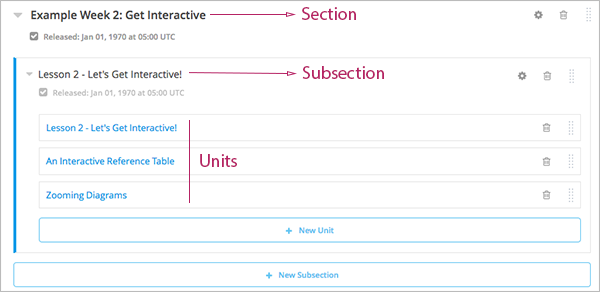 Example Week 2: Get Interactive Section
Released: Jan 01, 1970 at 05:00 UTC
Lesson 2 - Let's Get Interactive! Subsection
Released: Jan 01, 1970 at 05:00 UTC
Lesson 2 - Let's Get Interactive!
An Interactive Reference Table Units
Zooming Diagrams
+ New Unit
+ New Subsection